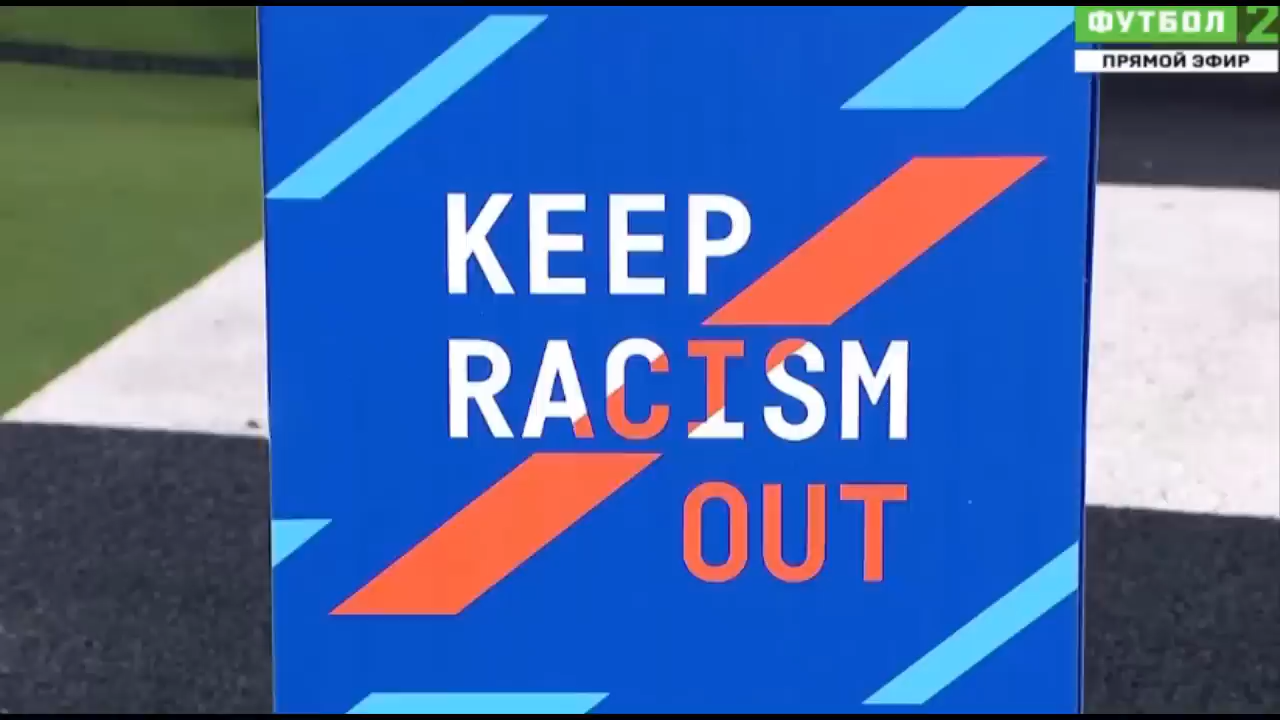 ФУТБОЛ 2
ПРЯМОЙ ЭФИР
KEEP
RACISM
OUT